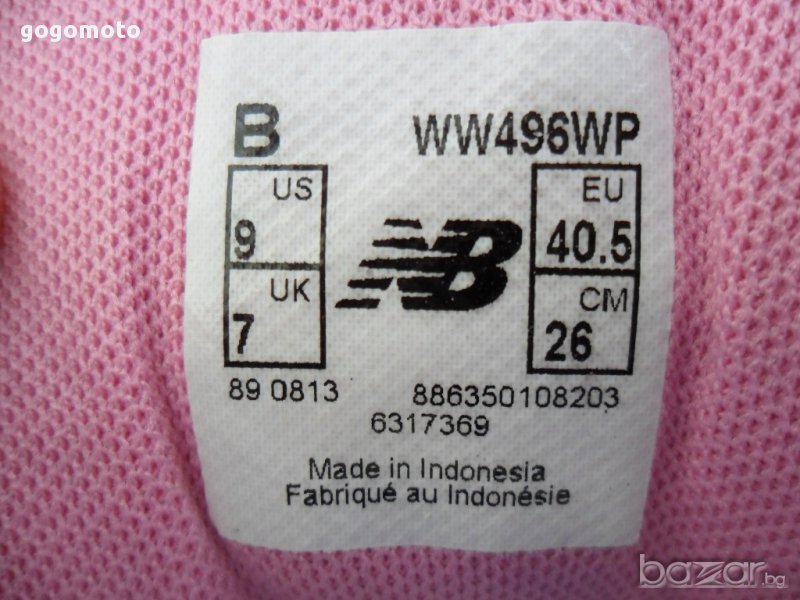 gogomoto
B WW496WP
US EU
9 40.5
NB
UK CM
7 26
89 0813 886350108203
6317369
Made in Indonesia
Fabriqué au Indonésie
bazar.bg